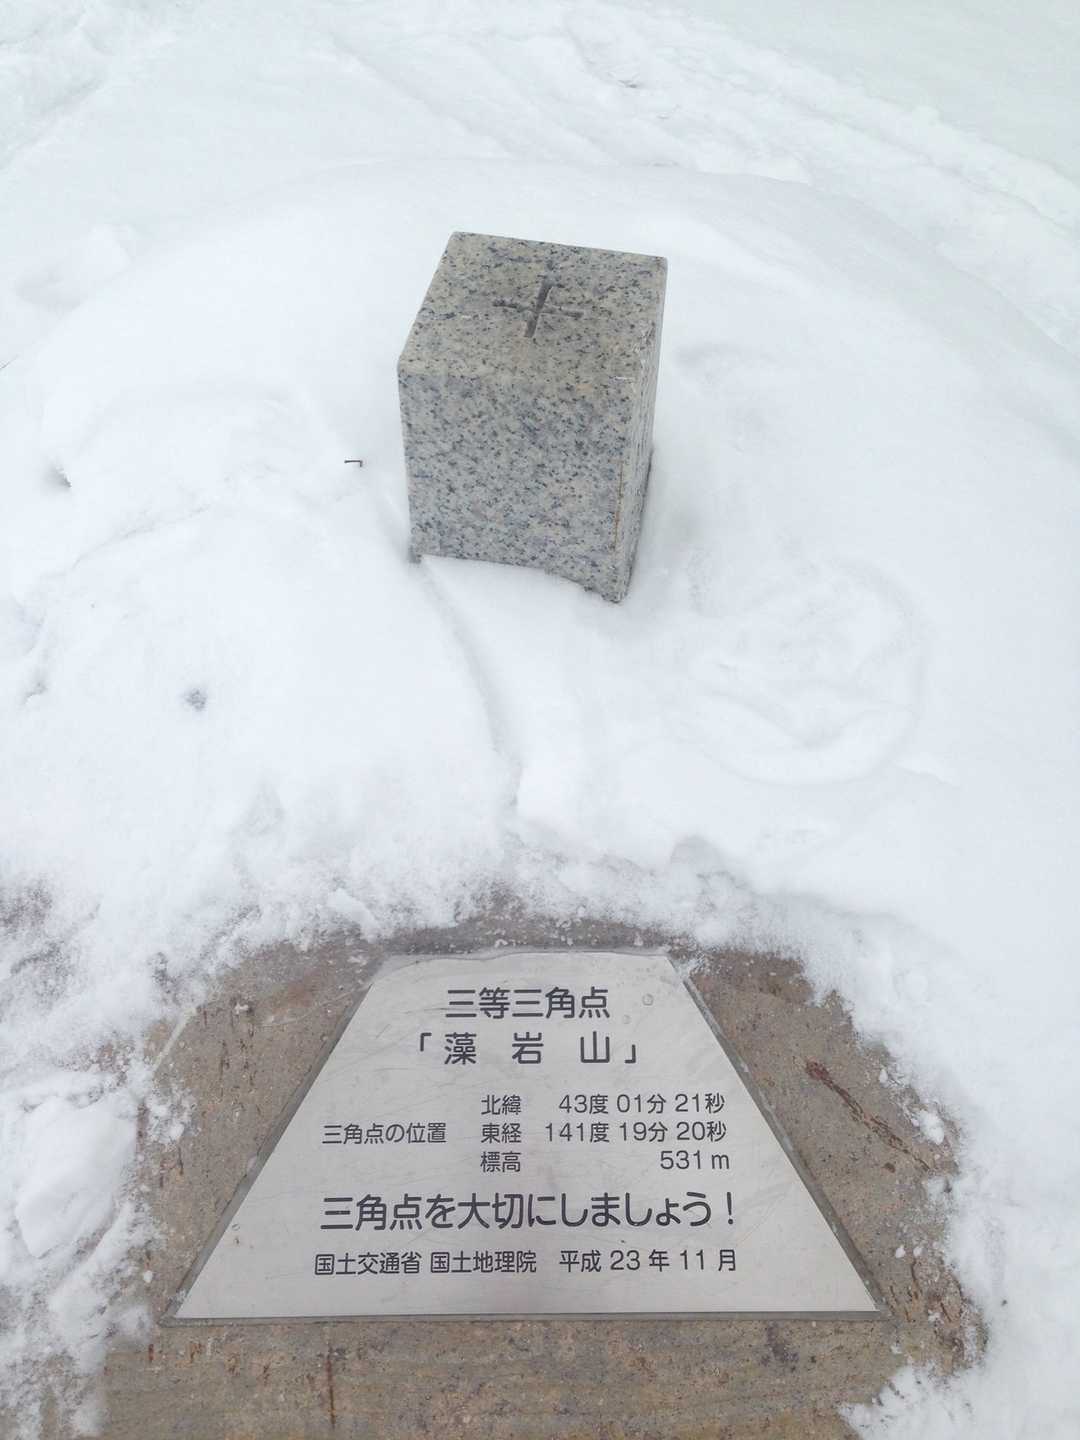 三等三角点
「藻 岩 山」
北緯 43度 01分 21秒
三角点の位置 東経 141度 19分 20秒
標高 531m
三角点を大切にしましょう！
国土交通省 国土地理院 平成 23 年 11 月